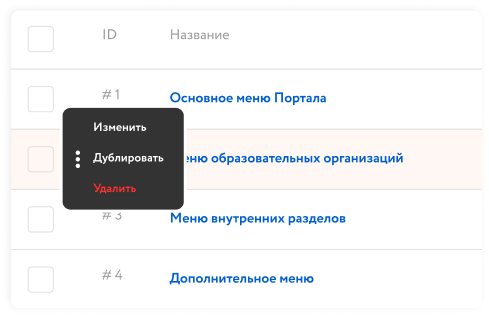 ID Название
# 1 Основное меню Портала
Изменить
Дублировать еню образовательных организаций
Удалить
# 3 Меню внутренних разделов
# 4 Дополнительное меню